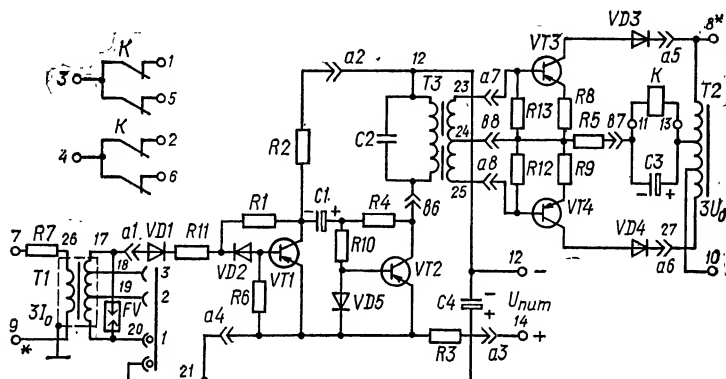 K
1
3
5
K
2
4
6
a2
12
T3
23
a7
VT3
VD3
a5
8*
R2
C2
24
R13
R8
R5
в7
11
K
13
T2
в8
25
a8
R12
R9
C3
- +
3U₀
7
R7
26
17
a1
VD1
R11
R1
C1
+
R4
в6
VT4
VD4
27
a6
10
T1
18
3
19
2
VD2
VT1
R10
VT2
12
-
3I₀
FV
R6
VD5
C4
-
+
Uпит
9
*
20
1
a4
R3
a3
14
+
21